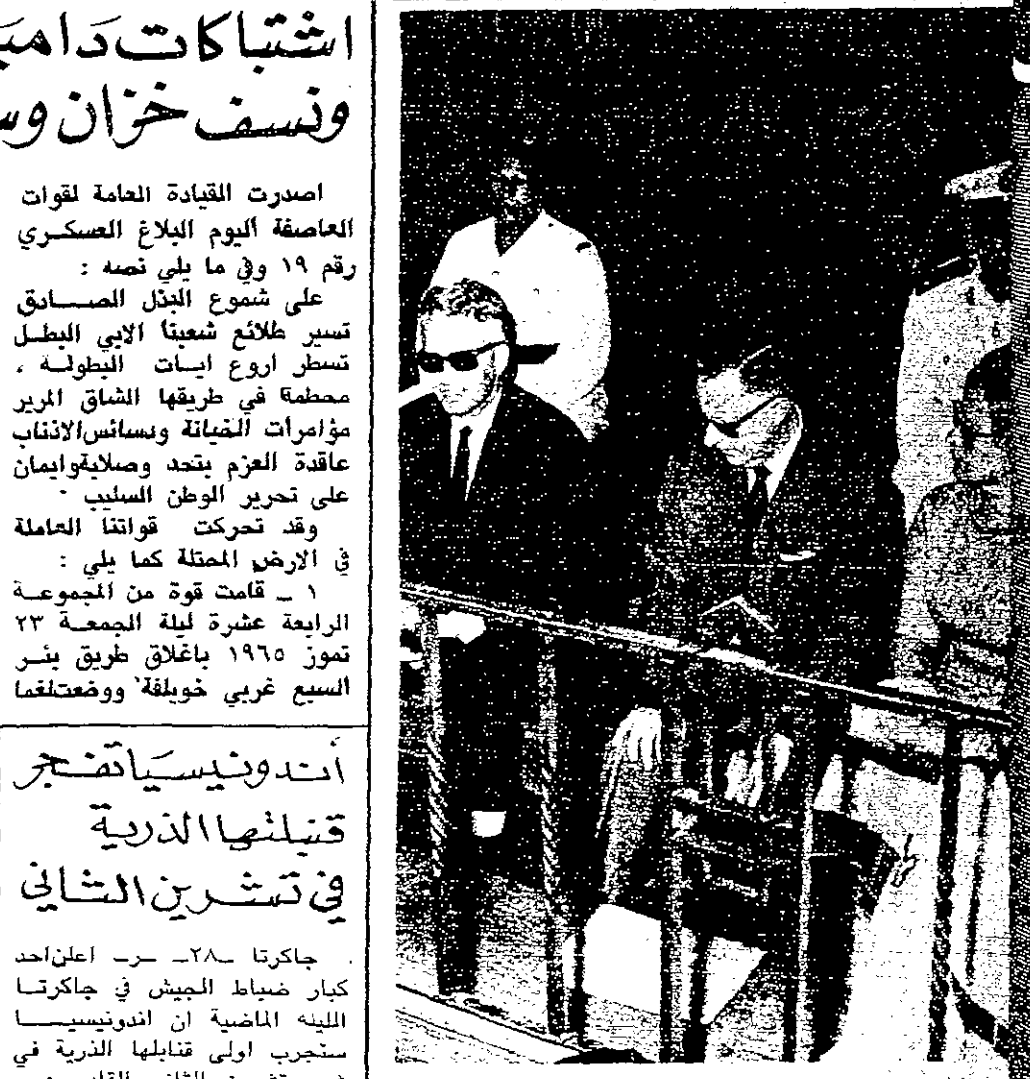 اشتباكات دامية
ونسف خزان وس
اصدرت القيادة العامة لقوات
العاصفة اليوم البلاغ العسكري
رقم ١٩ وفي ما يلي نصه :
على شموع البذل الصادق
تسير طلائع شعبنا الابي البطل
تسطر اروع ايات البطولة ،
محطمة في طريقها الشاق المرير
مؤامرات الخيانة ودسائس الاذناب
عاقدة العزم بتحد وصلابة وايمان
على تحرير الوطن السليب ·
وقد تحركت قواتنا العاملة
في الارض المحتلة كما يلي :
١ ــ قامت قوة من المجموعة
الرابعة عشرة ليلة الجمعة ٢٣
تموز ١٩٦٥ باغلاق طريق بئر
السبع غربي خويلفة ووضعت لغما
أندونيسيا تفجر
قنبلتها الذرية
في تشرين الثاني
جاكرتا ــ٢٨ــ ــرــ اعلن احد
كبار ضباط الجيش في جاكرتا
الليلة الماضية ان اندونيسيا
ستجرب اولى قنابلها الذرية في